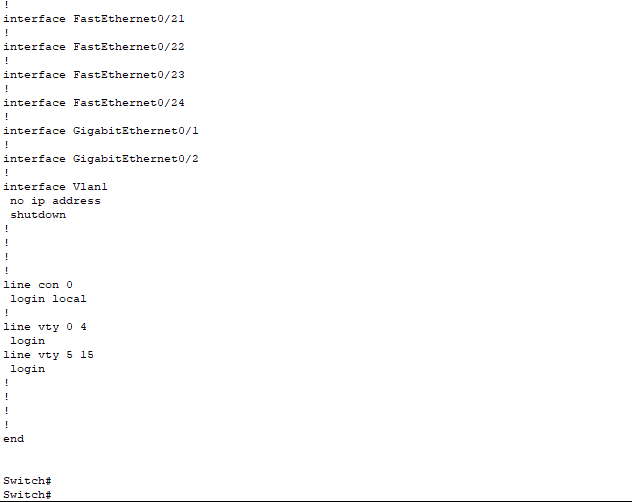 !
interface FastEthernet0/21
!
interface FastEthernet0/22
!
interface FastEthernet0/23
!
interface FastEthernet0/24
!
interface GigabitEthernet0/1
!
interface GigabitEthernet0/2
!
interface Vlan1
 no ip address
 shutdown
!
!
!
!
line con 0
 login local
!
line vty 0 4
 login
line vty 5 15
 login
!
!
!
!
end
Switch#
Switch#